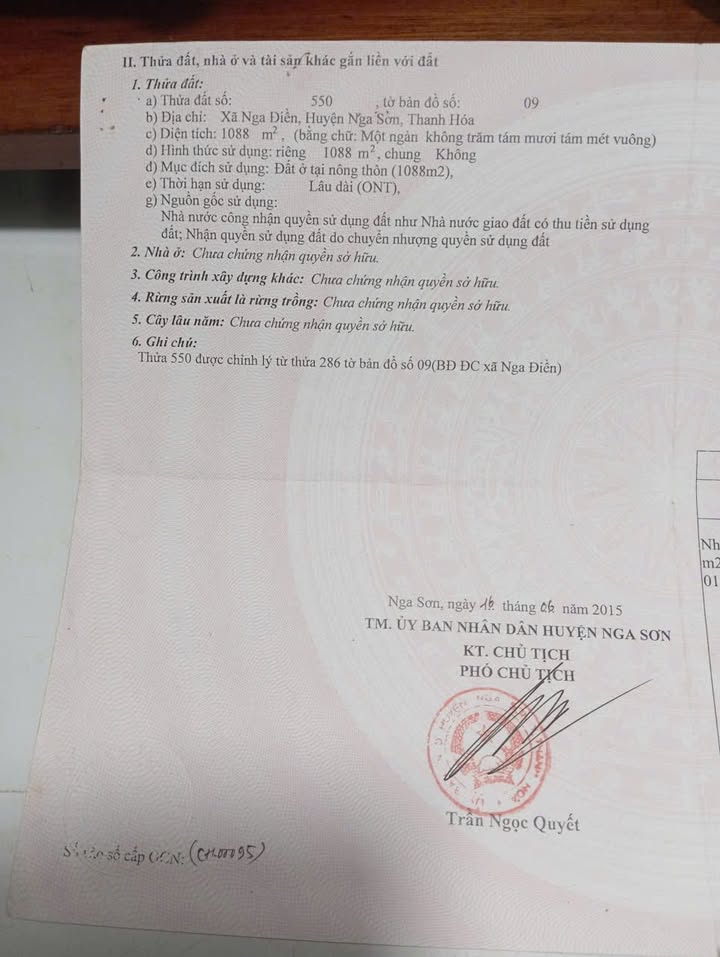 II. Thửa đất, nhà ở và tài sản khác gắn liền với đất
1. Thửa đất:
a) Thửa đất số: 550 , tờ bản đồ số: 09
b) Địa chỉ: Xã Nga Điền, Huyện Nga Sơn, Thanh Hóa
c) Diện tích: 1088 m², (bằng chữ: Một ngàn không trăm tám mươi tám mét vuông)
d) Hình thức sử dụng: riêng 1088 m², chung Không
đ) Mục đích sử dụng: Đất ở tại nông thôn (1088m2),
e) Thời hạn sử dụng: Lâu dài (ONT),
g) Nguồn gốc sử dụng:
Nhà nước công nhận quyền sử dụng đất như Nhà nước giao đất có thu tiền sử dụng
đất; Nhận quyền sử dụng đất do chuyển nhượng quyền sử dụng đất
2. Nhà ở: Chưa chứng nhận quyền sở hữu.
3. Công trình xây dựng khác: Chưa chứng nhận quyền sở hữu.
4. Rừng sản xuất là rừng trồng: Chưa chứng nhận quyền sở hữu.
5. Cây lâu năm: Chưa chứng nhận quyền sở hữu.
6. Ghi chú:
Thửa 550 được chỉnh lý từ thửa 286 tờ bản đồ số 09(BĐ ĐC xã Nga Điền)
Nh
m2
01
Nga Sơn, ngày 16 tháng 06 năm 2015
TM. ỦY BAN NHÂN DÂN HUYỆN NGA SƠN
KT. CHỦ TỊCH
PHÓ CHỦ TỊCH
Trần Ngọc Quyết
số cấp GCN: